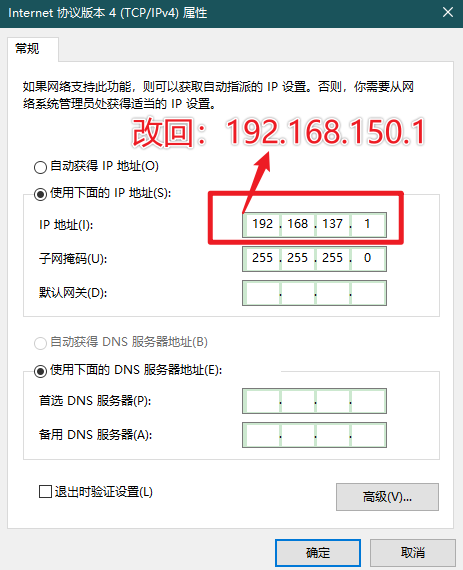 Internet 协议版本 4 (TCP/IPv4) 属性
常规
如果网络支持此功能，则可以获取自动指派的 IP 设置。否则，你需要从网
络系统管理员处获得适当的 IP 设置。
改回：192.168.150.1
自动获得 IP 地址(O)
使用下面的 IP 地址(S):
IP 地址(I): 192 . 168 . 137 . 1
子网掩码(U): 255 . 255 . 255 . 0
默认网关(D): . . .
自动获得 DNS 服务器地址(B)
使用下面的 DNS 服务器地址(E):
首选 DNS 服务器(P): . . .
备用 DNS 服务器(A): . . .
退出时验证设置(L)
高级(V)...
确定 取消